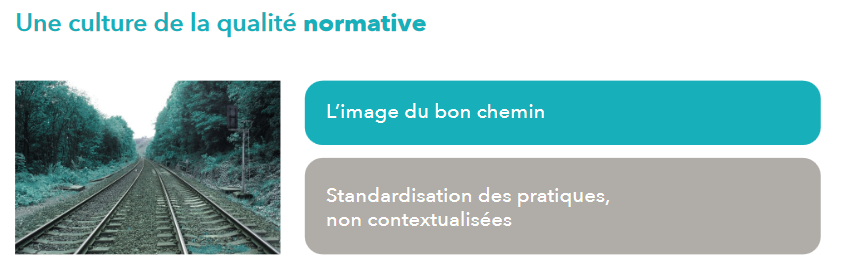 Une culture de la qualité normative
L’image du bon chemin
Standardisation des pratiques,
non contextualisées